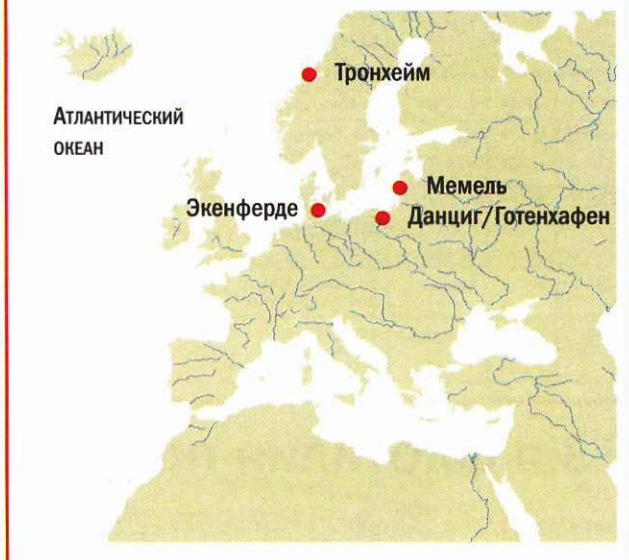 Тронхейм
Атлантический
океан
Мемель
Экенферде
Данциг/Готенхафен